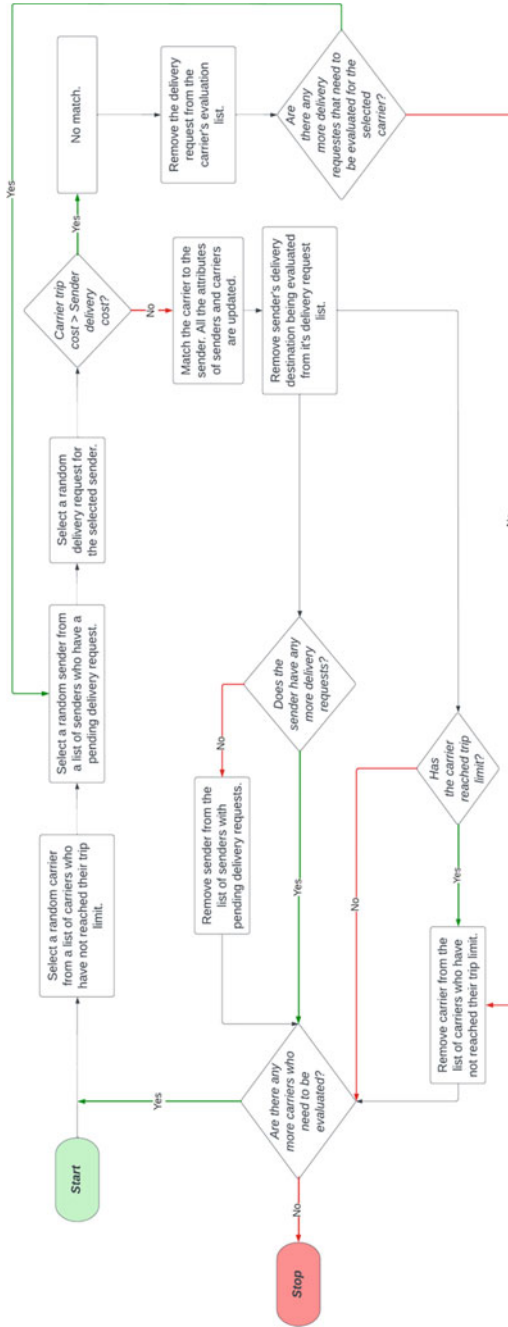 Start
Select a random carrier
from a list of carriers who
have not reached their trip
limit.
Select a random sender from
a list of senders who have a
pending delivery request.
Select a random
delivery request for
the selected sender.
Carrier trip
cost > Sender
delivery
cost?
Yes
No match.
Remove the delivery
request from the
carrier's evaluation
list.
Are
there any
more delivery
requestes that need to
be evaluated for the
selected
carrier?
Yes
No
Match the carrier to the
sender. All the attributes
of senders and carriers
are updated.
Remove sender's delivery
destination being evaluated
from it's delivery request
list.
Does the
sender have any
more delivery
requests?
No
Remove sender from the
list of senders with
pending delivery requests.
Yes
Has
the carrier
reached trip
limit?
No
Yes
Remove carrier from the
list of carriers who have
not reached their trip limit.
Are there any
more carriers who
need to be
evaluated?
Yes
No
Stop